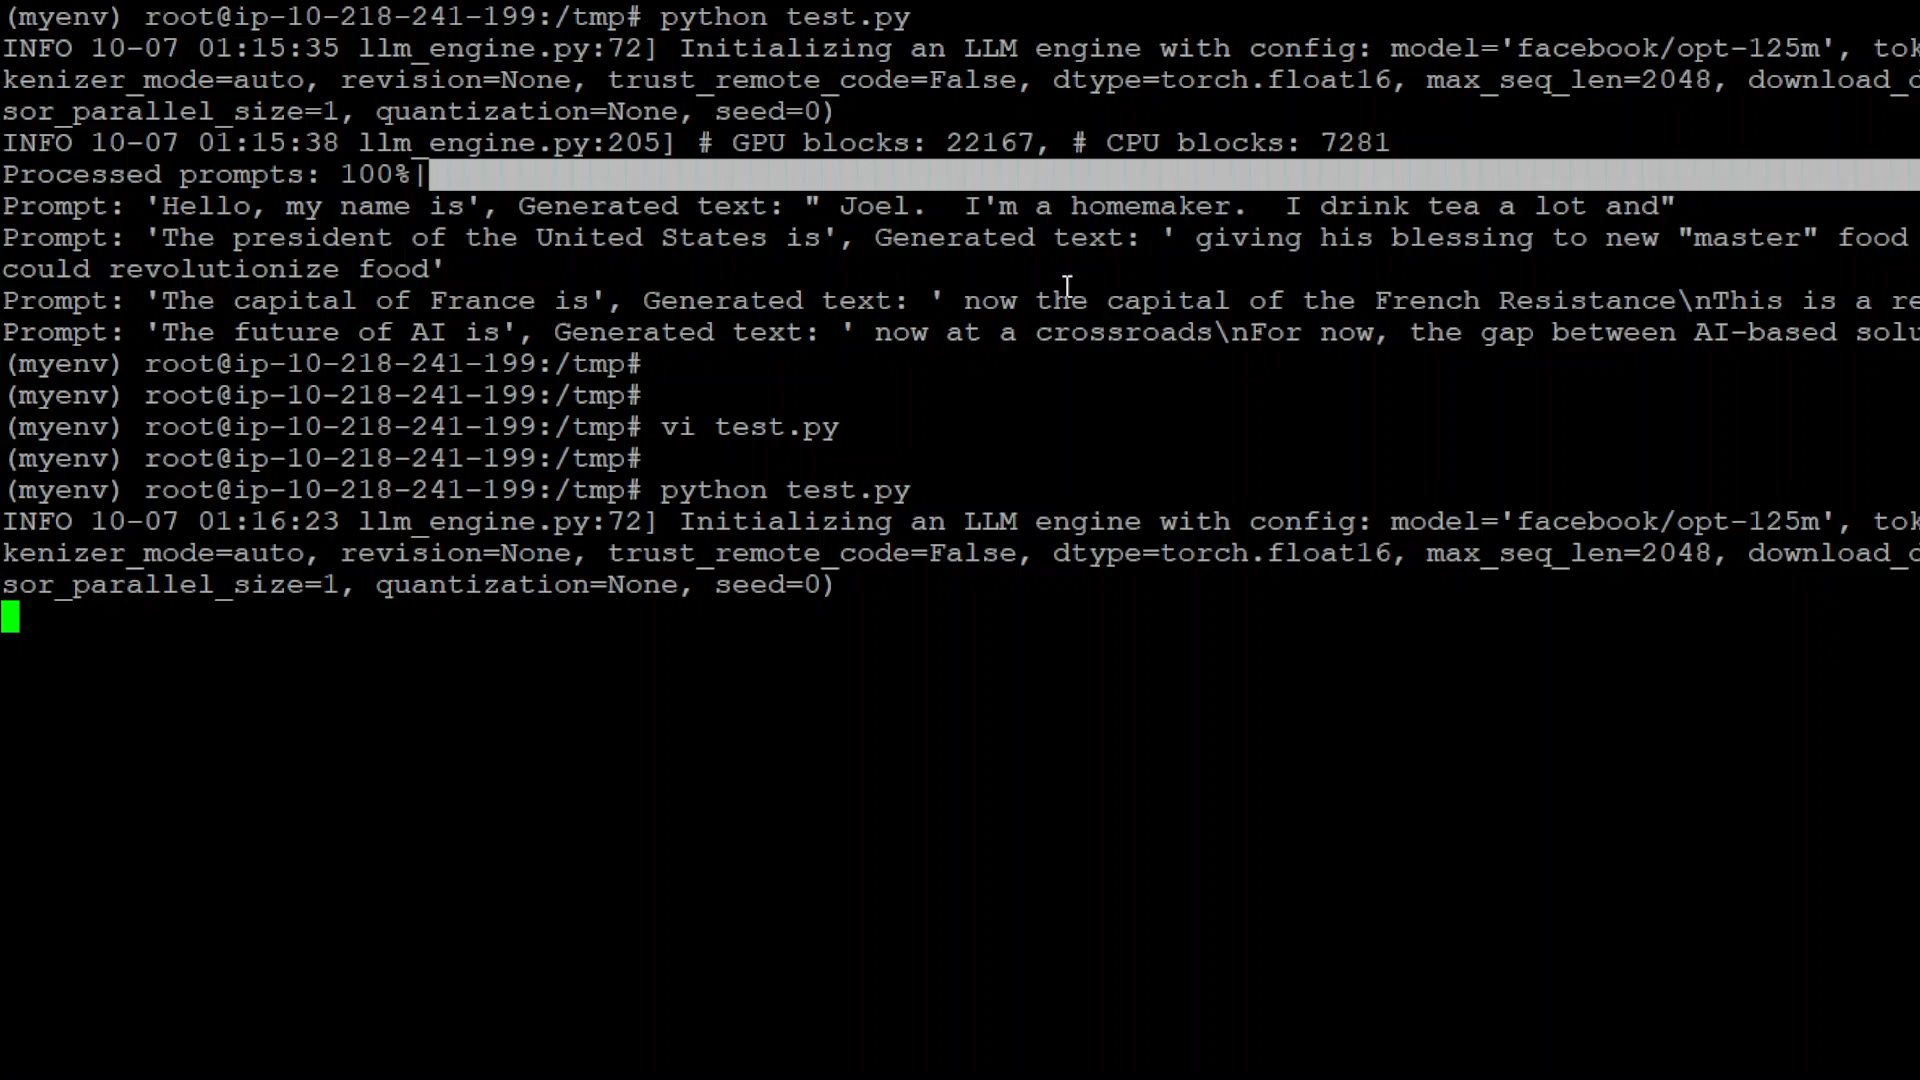 (myenv) root@ip-10-218-241-199:/tmp# python test.py
INFO 10-07 01:15:35 llm_engine.py:72] Initializing an LLM engine with config: model='facebook/opt-125m', tok
kenizer_mode=auto, revision=None, trust_remote_code=False, dtype=torch.float16, max_seq_len=2048, download_d
sor_parallel_size=1, quantization=None, seed=0)
INFO 10-07 01:15:38 llm_engine.py:205] # GPU blocks: 22167, # CPU blocks: 7281
Processed prompts: 100%|
Prompt: 'Hello, my name is', Generated text: " Joel.  I'm a homemaker.  I drink tea a lot and"
Prompt: 'The president of the United States is', Generated text: ' giving his blessing to new "master" food
could revolutionize food'
Prompt: 'The capital of France is', Generated text: ' now the capital of the French Resistance\nThis is a re
Prompt: 'The future of AI is', Generated text: ' now at a crossroads\nFor now, the gap between AI-based solu
(myenv) root@ip-10-218-241-199:/tmp#
(myenv) root@ip-10-218-241-199:/tmp#
(myenv) root@ip-10-218-241-199:/tmp# vi test.py
(myenv) root@ip-10-218-241-199:/tmp#
(myenv) root@ip-10-218-241-199:/tmp# python test.py
INFO 10-07 01:16:23 llm_engine.py:72] Initializing an LLM engine with config: model='facebook/opt-125m', tok
kenizer_mode=auto, revision=None, trust_remote_code=False, dtype=torch.float16, max_seq_len=2048, download_d
sor_parallel_size=1, quantization=None, seed=0)